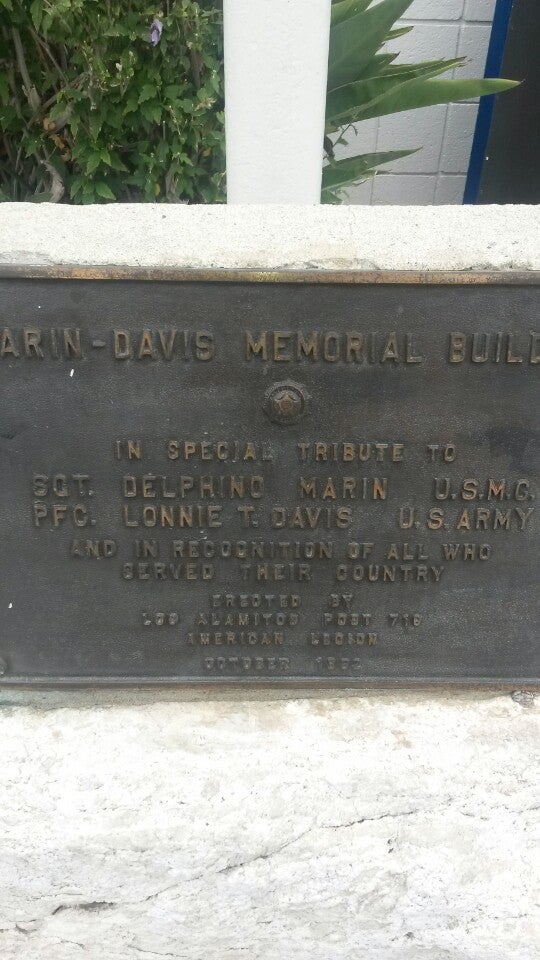 ARIN-DAVIS MEMORIAL BUILD
IN SPECIAL TRIBUTE TO
SGT. DELPHINO MARIN U.S.M.C.
PFC. LONNIE T. DAVIS U.S. ARMY
AND IN RECOGNITION OF ALL WHO
SERVED THEIR COUNTRY
ERECTED BY
LOS ALAMITOS POST 716
AMERICAN LEGION
OCTOBER